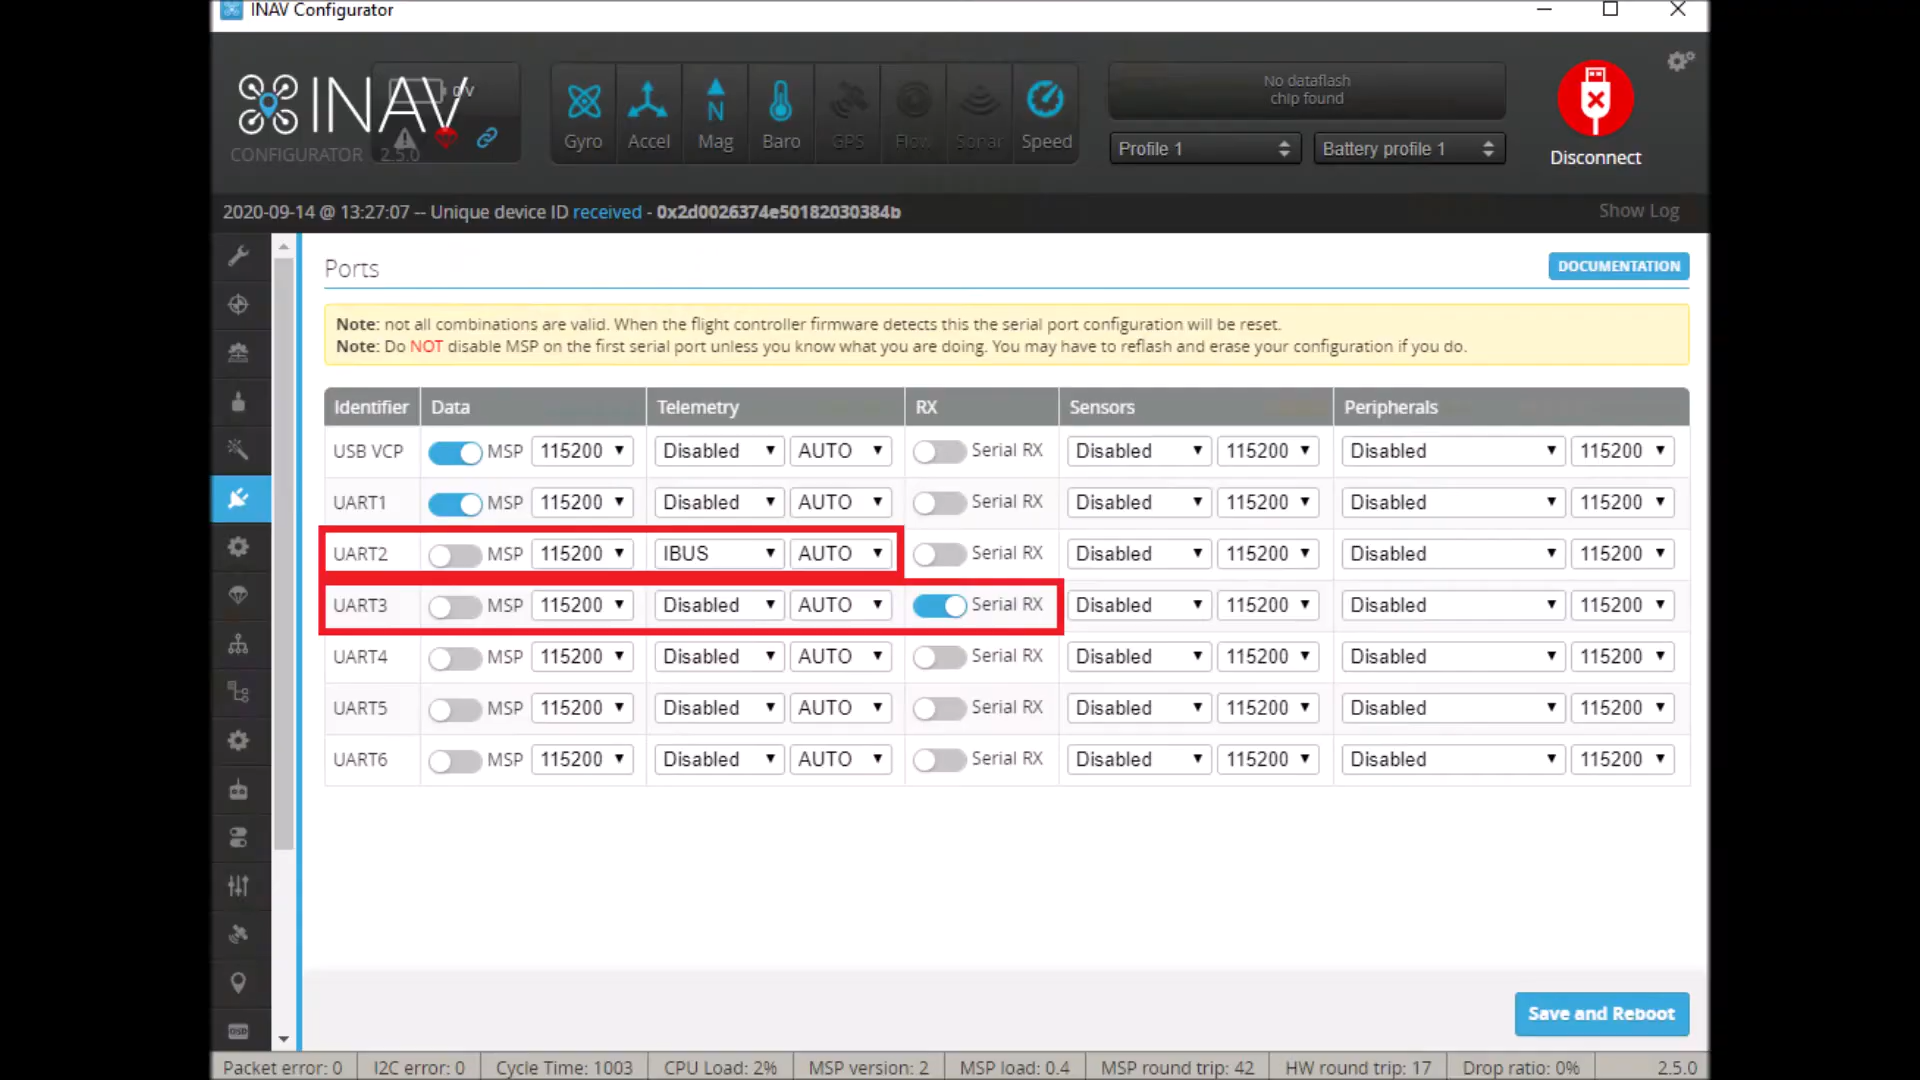 INAV Configurator
INAV
CONFIGURATOR 2.5.0
0V
Gyro Accel Mag Baro GPS Flow Sonar Speed
No dataflash
chip found
Profile 1 Battery profile 1
Disconnect
2020-09-14 @ 13:27:07 -- Unique device ID received - 0x2d0026374e50182030384b
Show Log
Ports
DOCUMENTATION
Note: not all combinations are valid. When the flight controller firmware detects this the serial port configuration will be reset.
Note: Do NOT disable MSP on the first serial port unless you know what you are doing. You may have to reflash and erase your configuration if you do.
Identifier Data Telemetry RX Sensors Peripherals
USB VCP MSP 115200 Disabled AUTO Serial RX Disabled 115200 Disabled 115200
UART1 MSP 115200 Disabled AUTO Serial RX Disabled 115200 Disabled 115200
UART2 MSP 115200 IBUS AUTO Serial RX Disabled 115200 Disabled 115200
UART3 MSP 115200 Disabled AUTO Serial RX Disabled 115200 Disabled 115200
UART4 MSP 115200 Disabled AUTO Serial RX Disabled 115200 Disabled 115200
UART5 MSP 115200 Disabled AUTO Serial RX Disabled 115200 Disabled 115200
UART6 MSP 115200 Disabled AUTO Serial RX Disabled 115200 Disabled 115200
OSD
Save and Reboot
Packet error: 0 I2C error: 0 Cycle Time: 1003 CPU Load: 2% MSP version: 2 MSP load: 0.4 MSP round trip: 42 HW round trip: 17 Drop ratio: 0% 2.5.0